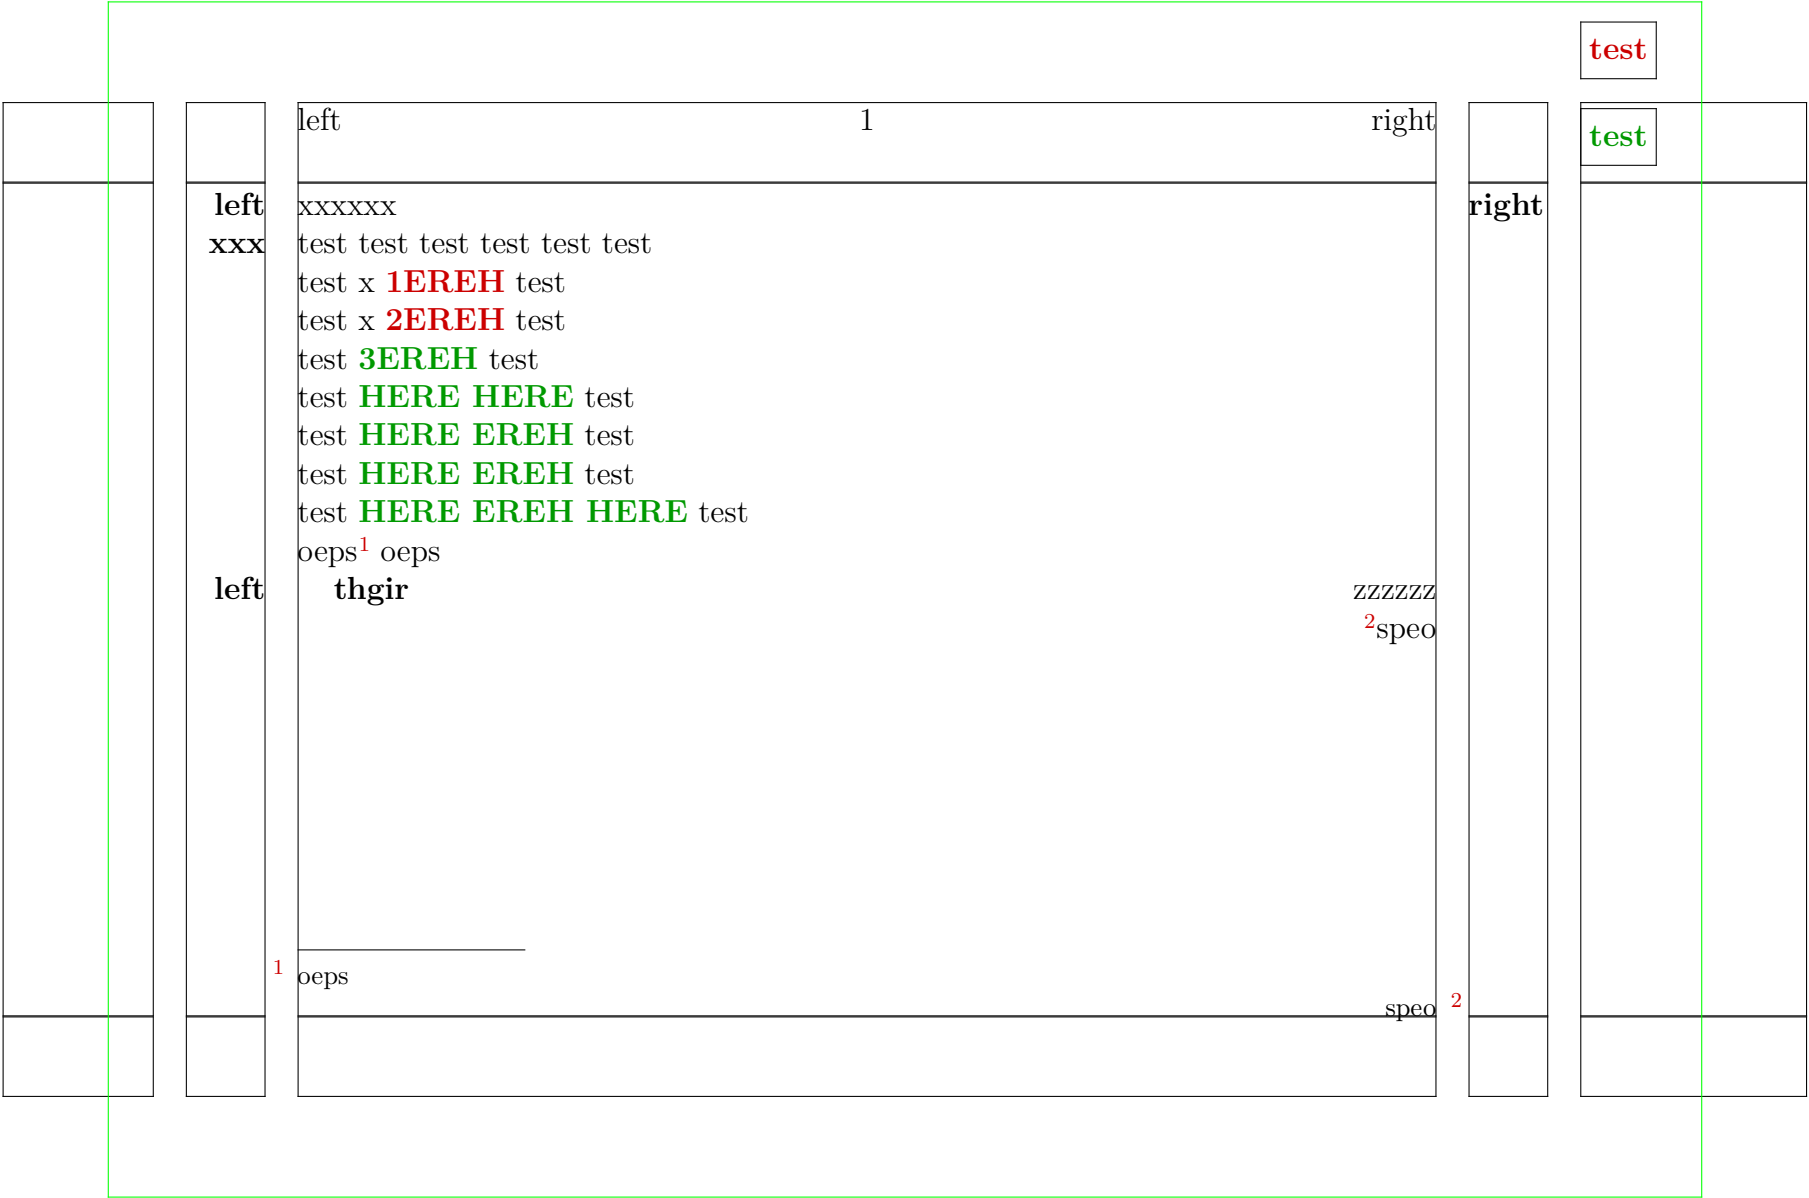 test
left 1 right
test
left xxxxxx right
xxx test test test test test test
test x 1EREH test
test x 2EREH test
test 3EREH test
test HERE HERE test
test HERE EREH test
test HERE EREH test
test HERE EREH HERE test
oeps1 oeps
left thgir zzzzzz
2speo
1 oeps
speo 2